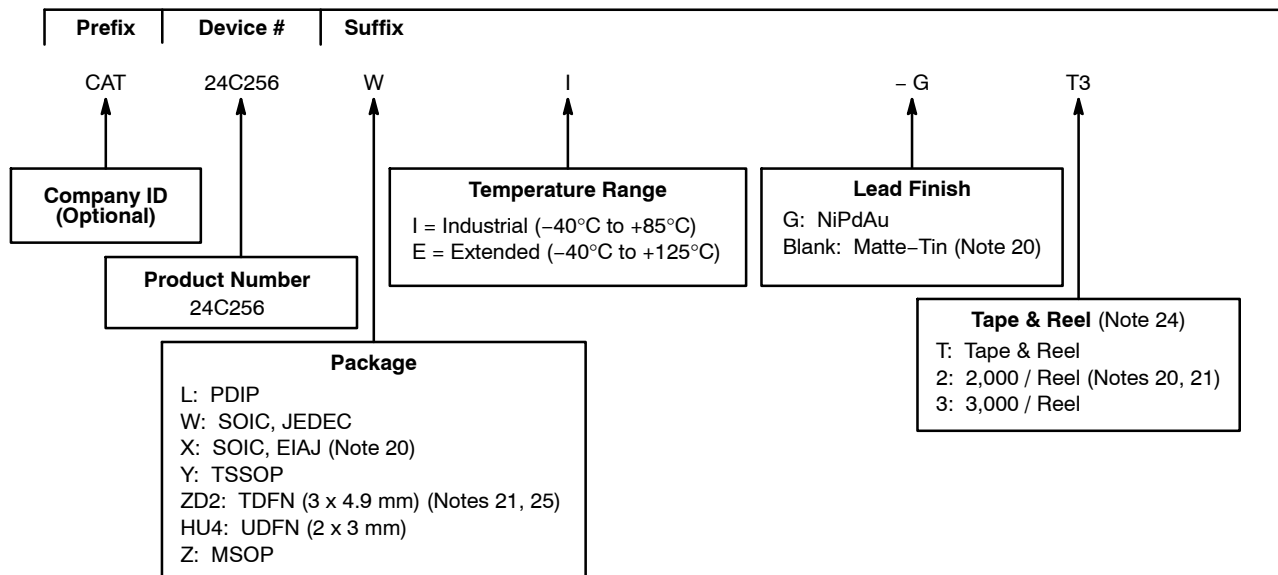 Prefix Device # Suffix
CAT 24C256 W I – G T3
Company ID
(Optional)
Temperature Range
I = Industrial (−40°C to +85°C)
E = Extended (−40°C to +125°C)
Lead Finish
G: NiPdAu
Blank: Matte−Tin (Note 20)
Product Number
24C256
Tape & Reel (Note 24)
T: Tape & Reel
2: 2,000 / Reel (Notes 20, 21)
3: 3,000 / Reel
Package
L: PDIP
W: SOIC, JEDEC
X: SOIC, EIAJ (Note 20)
Y: TSSOP
ZD2: TDFN (3 x 4.9 mm) (Notes 21, 25)
HU4: UDFN (2 x 3 mm)
Z: MSOP